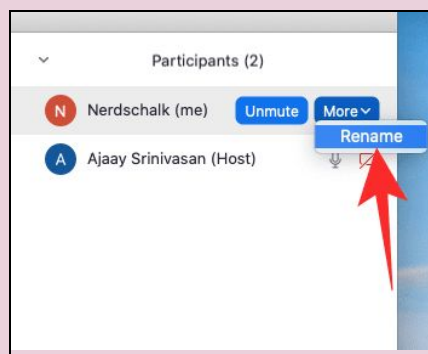 Participants (2)
N Nerdschalk (me) Unmute More
Rename
A Ajaay Srinivasan (Host)